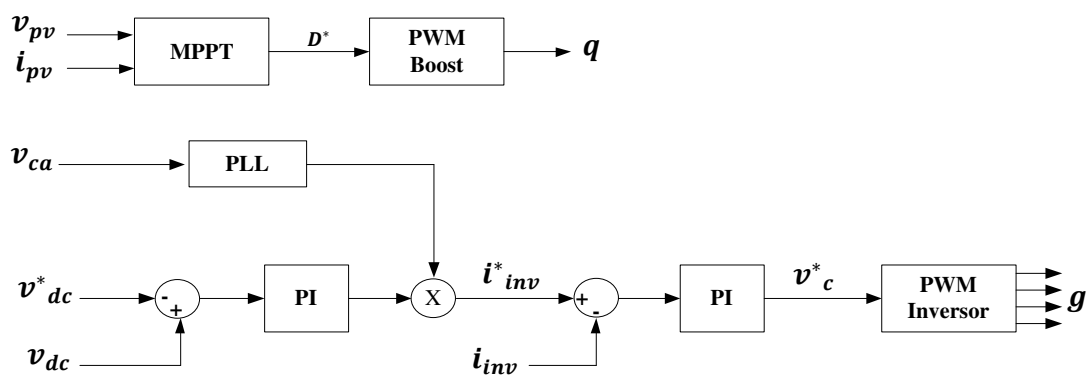 v_pv
i_pv
MPPT
D*
PWM
Boost
q
v_ca
PLL
v*_dc
-
+
v_dc
PI
X
i*_inv
+
-
i_inv
PI
v*_c
PWM
Inversor
g